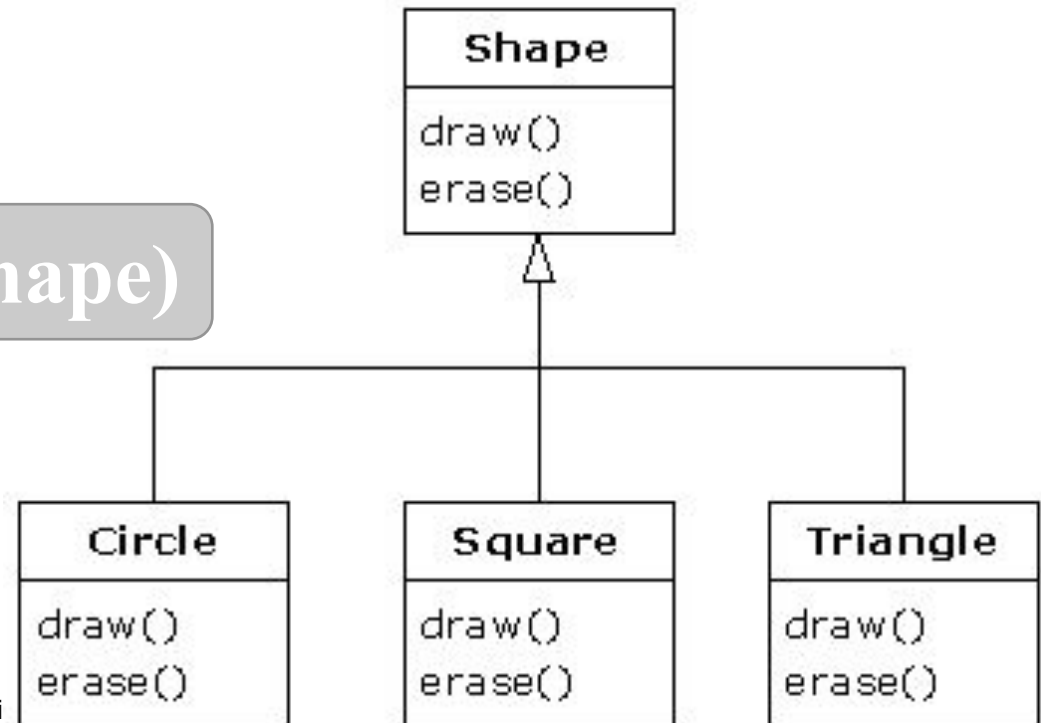 Shape
draw()
erase()
hape)
Circle
draw()
erase()
Square
draw()
erase()
Triangle
draw()
erase()
i